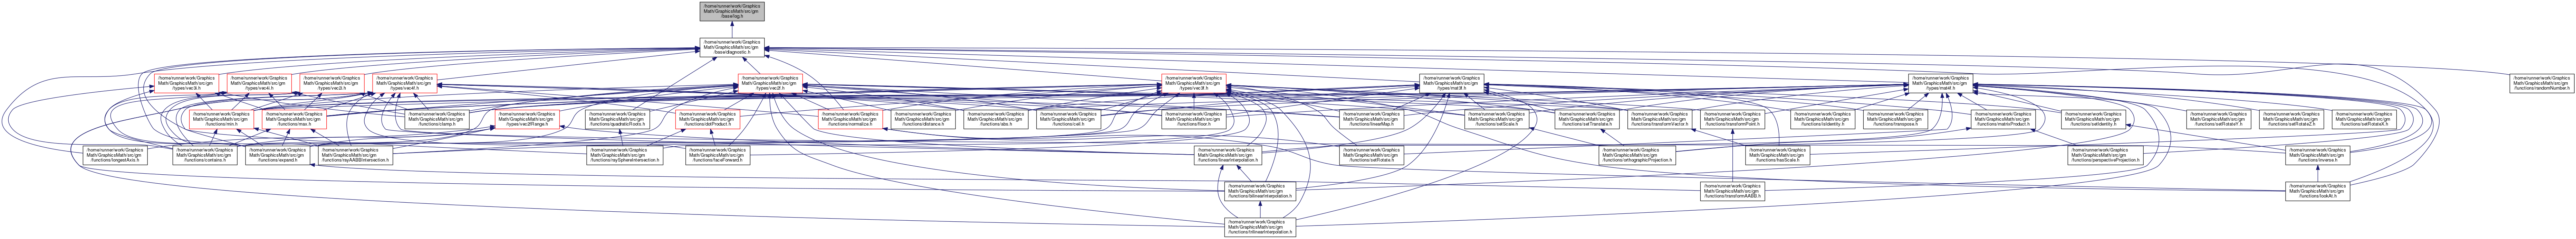 /home/runner/work/Graphics
Math/GraphicsMath/src/gm
/base/log.h
/home/runner/work/Graphics
Math/GraphicsMath/src/gm
/base/diagnostic.h
/home/runner/work/Graphics
Math/GraphicsMath/src/gm
/types/vec3i.h
/home/runner/work/Graphics
Math/GraphicsMath/src/gm
/types/vec4i.h
/home/runner/work/Graphics
Math/GraphicsMath/src/gm
/types/vec2i.h
/home/runner/work/Graphics
Math/GraphicsMath/src/gm
/types/vec4f.h
/home/runner/work/Graphics
Math/GraphicsMath/src/gm
/types/vec2f.h
/home/runner/work/Graphics
Math/GraphicsMath/src/gm
/types/vec3f.h
/home/runner/work/Graphics
Math/GraphicsMath/src/gm
/types/mat3f.h
/home/runner/work/Graphics
Math/GraphicsMath/src/gm
/types/mat4f.h
/home/runner/work/Graphics
Math/GraphicsMath/src/gm
/functions/randomNumber.h
/home/runner/work/Graphics
Math/GraphicsMath/src/gm
/functions/min.h
/home/runner/work/Graphics
Math/GraphicsMath/src/gm
/functions/max.h
/home/runner/work/Graphics
Math/GraphicsMath/src/gm
/functions/clamp.h
/home/runner/work/Graphics
Math/GraphicsMath/src/gm
/types/vec2fRange.h
/home/runner/work/Graphics
Math/GraphicsMath/src/gm
/functions/quadraticRoots.h
/home/runner/work/Graphics
Math/GraphicsMath/src/gm
/functions/dotProduct.h
/home/runner/work/Graphics
Math/GraphicsMath/src/gm
/functions/normalize.h
/home/runner/work/Graphics
Math/GraphicsMath/src/gm
/functions/distance.h
/home/runner/work/Graphics
Math/GraphicsMath/src/gm
/functions/abs.h
/home/runner/work/Graphics
Math/GraphicsMath/src/gm
/functions/ceil.h
/home/runner/work/Graphics
Math/GraphicsMath/src/gm
/functions/floor.h
/home/runner/work/Graphics
Math/GraphicsMath/src/gm
/functions/linearMap.h
/home/runner/work/Graphics
Math/GraphicsMath/src/gm
/functions/setScale.h
/home/runner/work/Graphics
Math/GraphicsMath/src/gm
/functions/setTranslate.h
/home/runner/work/Graphics
Math/GraphicsMath/src/gm
/functions/transformVector.h
/home/runner/work/Graphics
Math/GraphicsMath/src/gm
/functions/transformPoint.h
/home/runner/work/Graphics
Math/GraphicsMath/src/gm
/functions/isIdentity.h
/home/runner/work/Graphics
Math/GraphicsMath/src/gm
/functions/transpose.h
/home/runner/work/Graphics
Math/GraphicsMath/src/gm
/functions/matrixProduct.h
/home/runner/work/Graphics
Math/GraphicsMath/src/gm
/functions/setIdentity.h
/home/runner/work/Graphics
Math/GraphicsMath/src/gm
/functions/setRotateY.h
/home/runner/work/Graphics
Math/GraphicsMath/src/gm
/functions/setRotateZ.h
/home/runner/work/Graphics
Math/GraphicsMath/src/gm
/functions/setRotateX.h
/home/runner/work/Graphics
Math/GraphicsMath/src/gm
/functions/longestAxis.h
/home/runner/work/Graphics
Math/GraphicsMath/src/gm
/functions/contains.h
/home/runner/work/Graphics
Math/GraphicsMath/src/gm
/functions/expand.h
/home/runner/work/Graphics
Math/GraphicsMath/src/gm
/functions/rayAABBIntersection.h
/home/runner/work/Graphics
Math/GraphicsMath/src/gm
/functions/raySphereIntersection.h
/home/runner/work/Graphics
Math/GraphicsMath/src/gm
/functions/faceForward.h
/home/runner/work/Graphics
Math/GraphicsMath/src/gm
/functions/linearInterpolation.h
/home/runner/work/Graphics
Math/GraphicsMath/src/gm
/functions/setRotate.h
/home/runner/work/Graphics
Math/GraphicsMath/src/gm
/functions/orthographicProjection.h
/home/runner/work/Graphics
Math/GraphicsMath/src/gm
/functions/hasScale.h
/home/runner/work/Graphics
Math/GraphicsMath/src/gm
/functions/perspectiveProjection.h
/home/runner/work/Graphics
Math/GraphicsMath/src/gm
/functions/inverse.h
/home/runner/work/Graphics
Math/GraphicsMath/src/gm
/functions/bilinearInterpolation.h
/home/runner/work/Graphics
Math/GraphicsMath/src/gm
/functions/transformAABB.h
/home/runner/work/Graphics
Math/GraphicsMath/src/gm
/functions/lookAt.h
/home/runner/work/Graphics
Math/GraphicsMath/src/gm
/functions/trilinearInterpolation.h